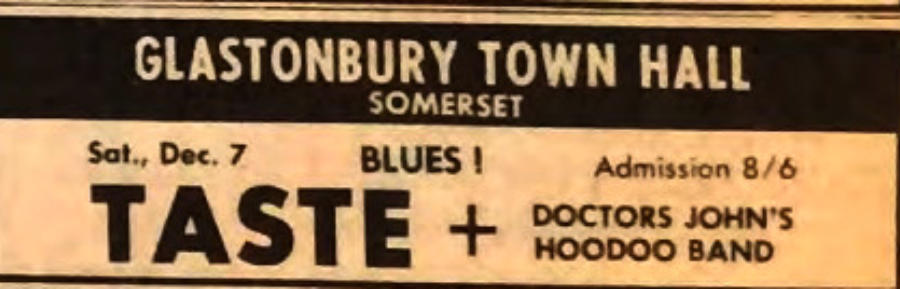 GLASTONBURY TOWN HALL
SOMERSET
Sat., Dec. 7 BLUES ! Admission 8/6
TASTE + DOCTORS JOHN'S
HOODOO BAND